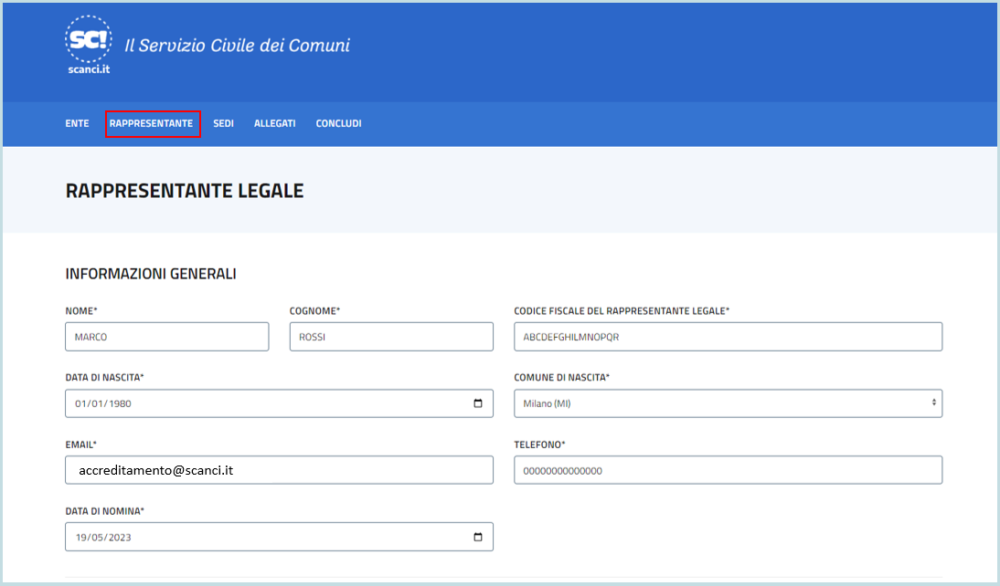 SC!
scanci.it
Il Servizio Civile dei Comuni
ENTE RAPPRESENTANTE SEDI ALLEGATI CONCLUDI
RAPPRESENTANTE LEGALE
INFORMAZIONI GENERALI
NOME* COGNOME* CODICE FISCALE DEL RAPPRESENTANTE LEGALE*
MARCO ROSSI ABCDEFGHILMNOPQR
DATA DI NASCITA* COMUNE DI NASCITA*
01/01/1980 Milano (MI)
EMAIL* TELEFONO*
accreditamento@scanci.it 00000000000000
DATA DI NOMINA*
19/05/2023